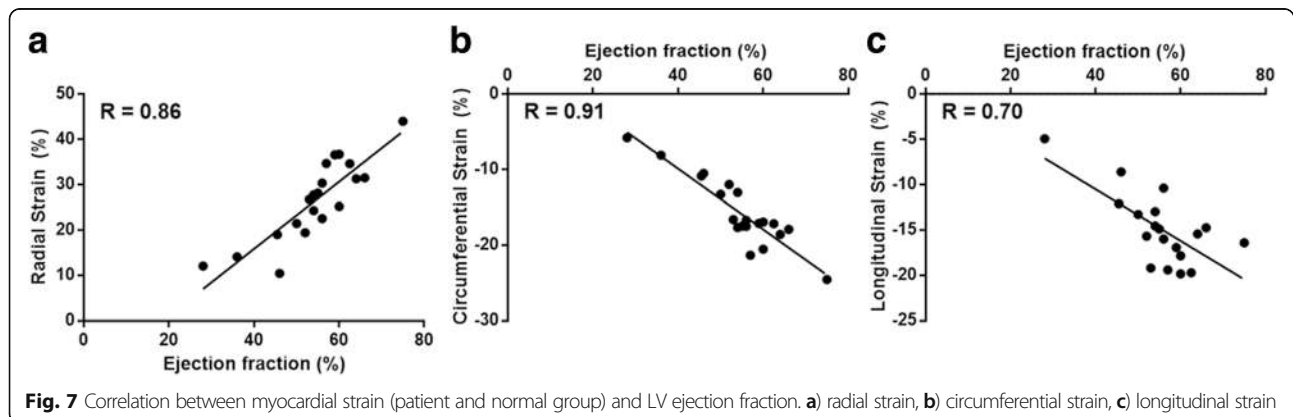 a
R = 0.86
Radial Strain (%)
50
40
30
20
10
0
0 20 40 60 80
Ejection fraction (%)
b
Ejection fraction (%)
0 20 40 60 80
R = 0.91
Circumferential Strain (%)
0
-10
-20
-30
c
Ejection fraction (%)
0 20 40 60 80
R = 0.70
Longitudinal Strain (%)
0
-5
-10
-15
-20
-25
Fig. 7 Correlation between myocardial strain (patient and normal group) and LV ejection fraction. a) radial strain, b) circumferential strain, c) longitudinal strain